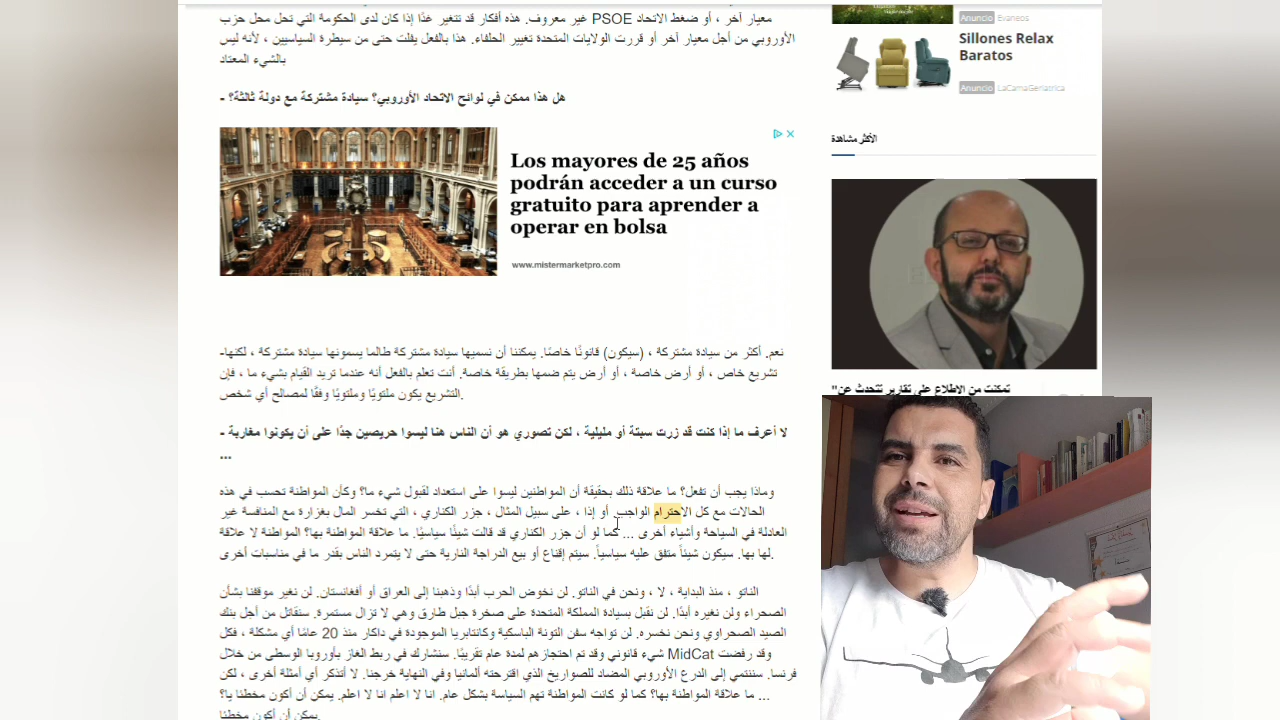 معيار آخر ، أو ضغط الاتحاد PSOE غير معروف. هذه أفكار قد تتغير غدًا إذا كان لدى الحكومة التي تحل محل حزب
الأوروبي من أجل معيار آخر أو قررت الولايات المتحدة تغيير الحلفاء. هذا بالفعل يفلت حتى من سيطرة السياسيين ، لأنه ليس
بالشيء المعتاد
هل هذا ممكن في لوائح الاتحاد الأوروبي؟ سيادة مشتركة مع دولة ثالثة؟ -
Los mayores de 25 años
podrán acceder a un curso
gratuito para aprender a
operar en bolsa
www.mistermarketpro.com
نعم. أكثر من سيادة مشتركة ، (سيكون) قانونًا خاصًا. يمكننا أن نسميها سيادة مشتركة طالما يسمونها سيادة مشتركة ، لكنها-
تشريع خاص ، أو أرض خاصة ، أو أرض يتم ضمها بطريقة خاصة. أنت تعلم بالفعل أنه عندما تريد القيام بشيء ما ، فإن
التشريع يكون ملتويًا وملتويًا وفقًا لمصالح أي شخص.
لا أعرف ما إذا كنت قد زرت سبتة أو مليلية ، لكن تصوري هو أن الناس هنا ليسوا حريصين جدًا على أن يكونوا مغاربة -
...
وماذا يجب أن تفعل؟ ما علاقة ذلك بحقيقة أن المواطنين ليسوا على استعداد لقبول شيء ما؟ وكأن المواطنة تحسب في هذه
الحالات مع كل الاحترام الواجب. أو إذا ، على سبيل المثال ، جزر الكناري ، التي تخسر المال بغزارة مع المنافسة غير
العادلة في السياحة وأشياء أخرى ... كما لو أن جزر الكناري قد قالت شيئًا سياسيًا. ما علاقة المواطنة بها؟ المواطنة لا علاقة
لها بها. سيكون شيئاً متفق عليه سياسياً. سيتم إقناع أو بيع الدراجة النارية حتى لا يتمرد الناس بقدر ما في مناسبات أخرى.
الناتو ، منذ البداية ، لا ، ونحن في الناتو. لن نخوض الحرب أبدًا وذهبنا إلى العراق أو أفغانستان. لن نغير موقفنا بشأن
الصحراء ولن نغيره أبدًا. لن نقبل بسيادة المملكة المتحدة على صخرة جبل طارق وهي لا تزال مستمرة. سنقاتل من أجل بنك
الصيد الصحراوي ونحن نخسره. لن تواجه سفن التونة الباسكية وكانتابريا الموجودة في داكار منذ 20 عامًا أي مشكلة ، فكل
وقد رفضت MidCat شيء قانوني وقد تم احتجازهم لمدة عام تقريبًا. سنشارك في ربط الغاز بأوروبا الوسطى من خلال
فرنسا. سننتمي إلى الدرع الأوروبي المضاد للصواريخ الذي اقترحته ألمانيا وفي النهاية خرجنا. لا أتذكر أي أمثلة أخرى ، لكن
... ما علاقة المواطنة بها؟ كما لو كانت المواطنة تهم السياسة بشكل عام. انا لا اعلم انا لا اعلم. يمكن أن أكون مخطئا يا؟
يمكن أن أكون مخطئا.
Anuncio Exaneos
Sillones Relax
Baratos
Anuncio LaCamaGeriatrica
الأكثر مشاهدة
تمكنت من الاطلاع على تقارير تتحدث عن"